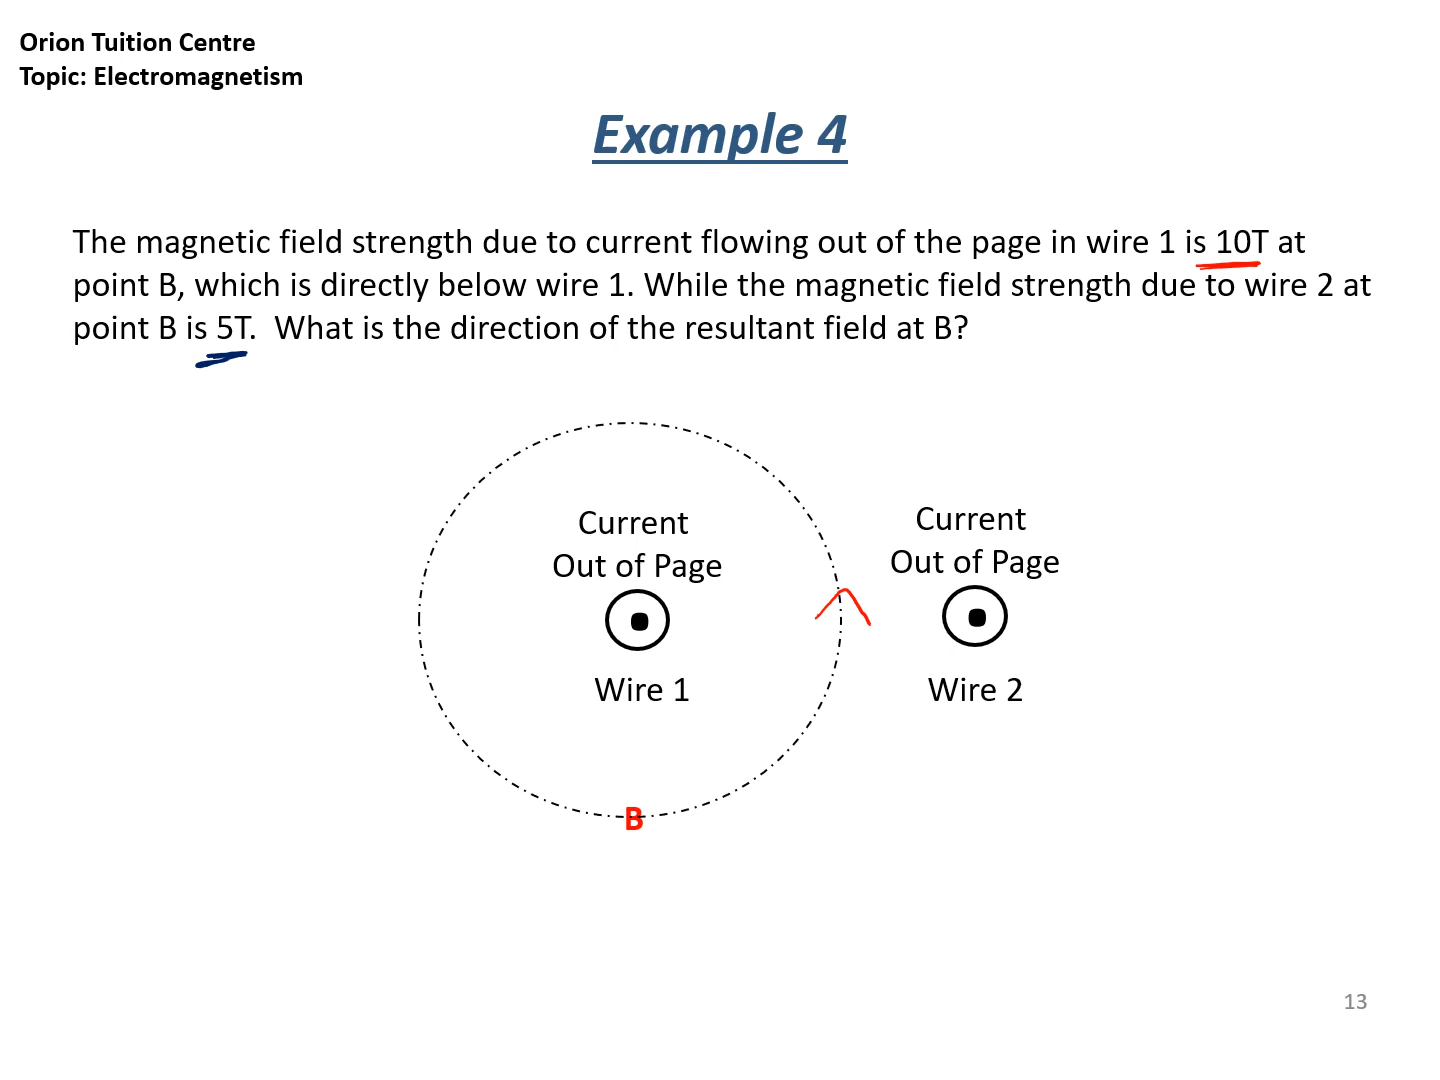 Orion Tuition Centre
Topic: Electromagnetism
Example 4
The magnetic field strength due to current flowing out of the page in wire 1 is 10T at
point B, which is directly below wire 1. While the magnetic field strength due to wire 2 at
point B is 5T.  What is the direction of the resultant field at B?
Current
Out of Page
Wire 1
Current
Out of Page
Wire 2
B
13